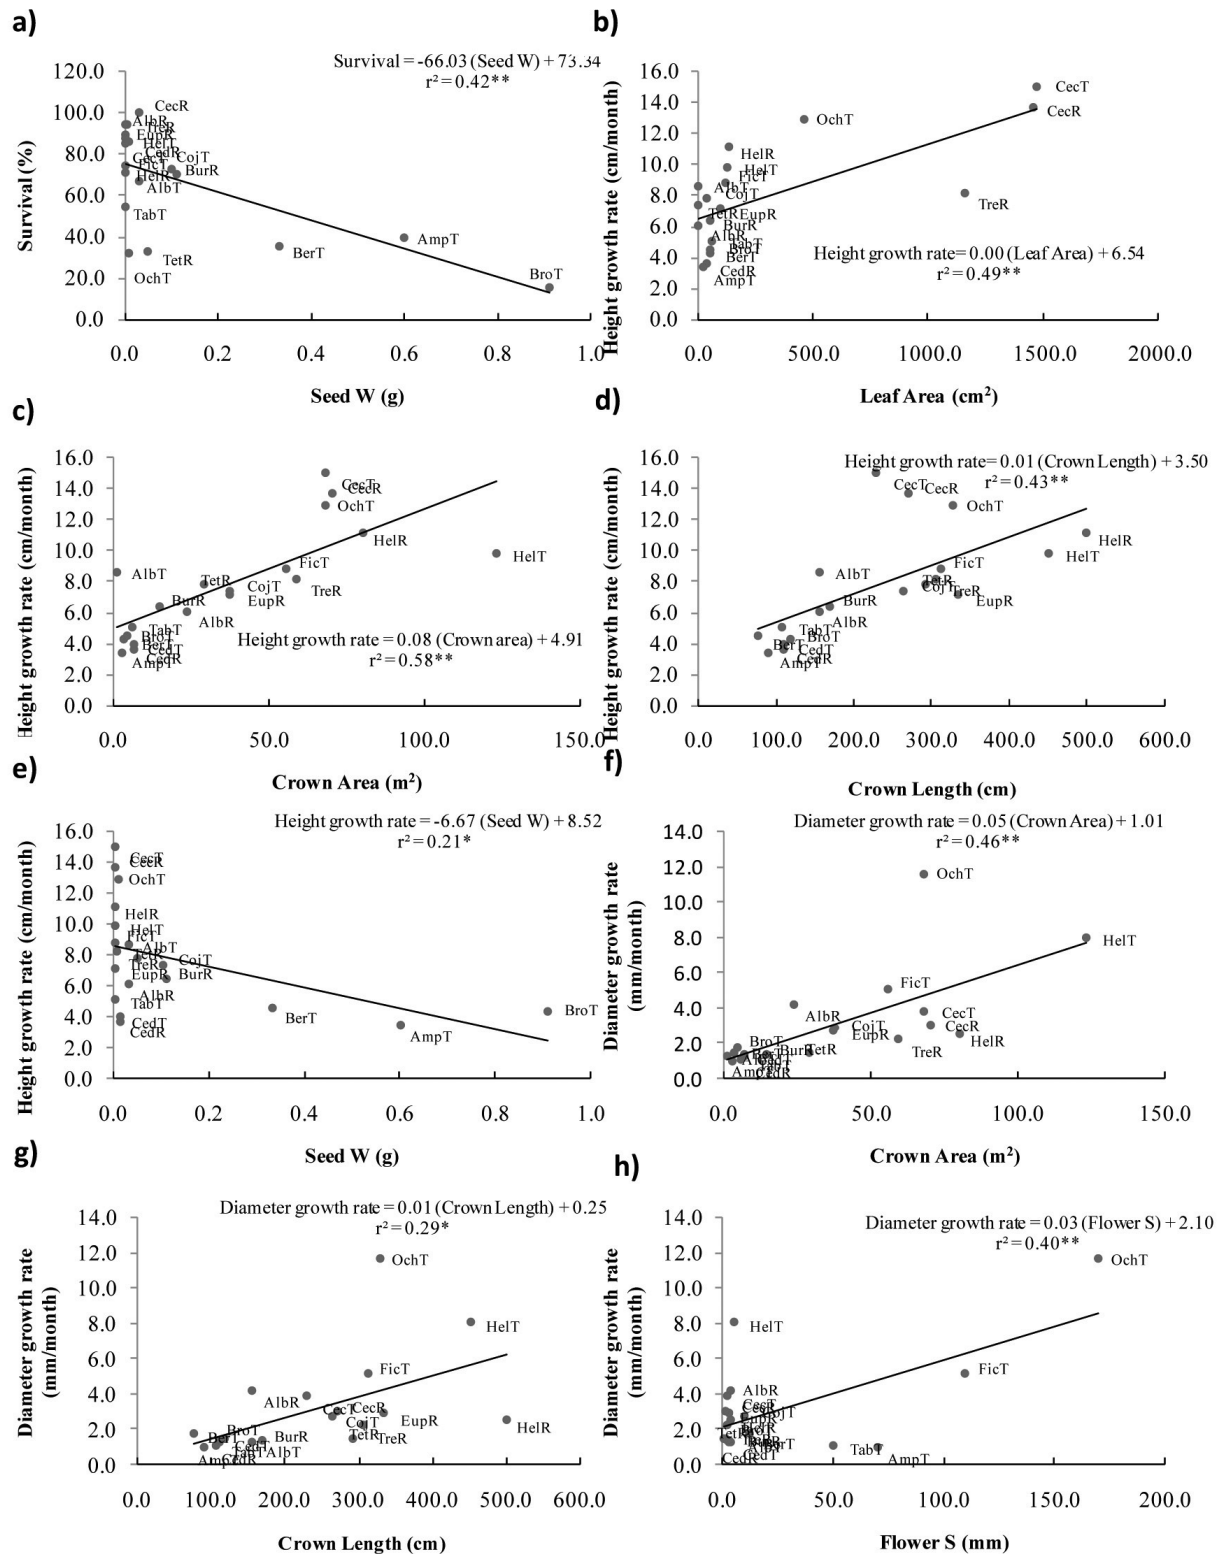 a)
Survival = -66.03 (Seed W) + 73.34
r² = 0.42**
120.0
100.0
80.0
60.0
40.0
20.0
0.0
Survival (%)
CecR
AlbR
TreR
EupR
HelT
CedR
CecT
CojT
FicT
BurR
HelR
AlbT
TabT
TetR
OchT
BerT
AmpT
BroT
0.0 0.2 0.4 0.6 0.8 1.0
Seed W (g)
b)
16.0
14.0
12.0
10.0
8.0
6.0
4.0
2.0
0.0
Height growth rate (cm/month)
CecT
CecR
OchT
HelR
HelT
FicT
AlbT
CojT
TreR
TetR
EupR
BurR
AlbR
TabT
BroT
BerT
CedR
AmpT
Height growth rate = 0.00 (Leaf Area) + 6.54
r² = 0.49**
0.0 500.0 1000.0 1500.0 2000.0
Leaf Area (cm²)
c)
16.0
14.0
12.0
10.0
8.0
6.0
4.0
2.0
0.0
Height growth rate (cm/month)
CecT
CecR
OchT
HelR
HelT
FicT
AlbT
TetR
CojT
TreR
BurR
EupR
AlbR
TabT
BroT
BerT
CedT
CedR
AmpT
Height growth rate = 0.08 (Crown area) + 4.91
r² = 0.58**
0.0 50.0 100.0 150.0
Crown Area (m²)
d)
Height growth rate = 0.01 (Crown Length) + 3.50
r² = 0.43**
16.0
14.0
12.0
10.0
8.0
6.0
4.0
2.0
0.0
Height growth rate (cm/month)
CecT
CecR
OchT
HelR
HelT
FicT
AlbT
TetR
CojT
TreR
BurR
EupR
AlbR
TabT
BroT
BerT
CedT
CedR
AmpT
0.0 100.0 200.0 300.0 400.0 500.0 600.0
Crown Length (cm)
e)
Height growth rate = -6.67 (Seed W) + 8.52
r² = 0.21*
16.0
14.0
12.0
10.0
8.0
6.0
4.0
2.0
0.0
Height growth rate (cm/month)
CecT
CecR
OchT
HelR
HelT
FicT
AlbT
TetR
CojT
TreR
EupR
BurR
AlbR
TabT
CedT
CedR
BerT
AmpT
BroT
0.0 0.2 0.4 0.6 0.8 1.0
Seed W (g)
f)
Diameter growth rate = 0.05 (Crown Area) + 1.01
r² = 0.46**
14.0
12.0
10.0
8.0
6.0
4.0
2.0
0.0
Diameter growth rate
(mm/month)
OchT
HelT
FicT
AlbR
CecT
CojT
CecR
EupR
HelR
TreR
BroT
BurR
TetR
BerT
CedT
TabT
CedR
0.0 50.0 100.0 150.0
Crown Area (m²)
g)
Diameter growth rate = 0.01 (Crown Length) + 0.25
r² = 0.29*
14.0
12.0
10.0
8.0
6.0
4.0
2.0
0.0
Diameter growth rate
(mm/month)
OchT
HelT
FicT
AlbR
CecT
CecR
CojT
EupR
HelR
BroT
BurR
TetR
TreR
BerT
CedT
TabT
AlbT
CedR
0.0 100.0 200.0 300.0 400.0 500.0 600.0
Crown Length (cm)
h)
Diameter growth rate = 0.03 (Flower S) + 2.10
r² = 0.40**
14.0
12.0
10.0
8.0
6.0
4.0
2.0
0.0
Diameter growth rate
(mm/month)
OchT
HelT
FicT
AlbR
CecT
CecR
CojT
EupR
TetR
BerT
TabT
CedT
CedR
AmpT
0.0 50.0 100.0 150.0 200.0
Flower S (mm)